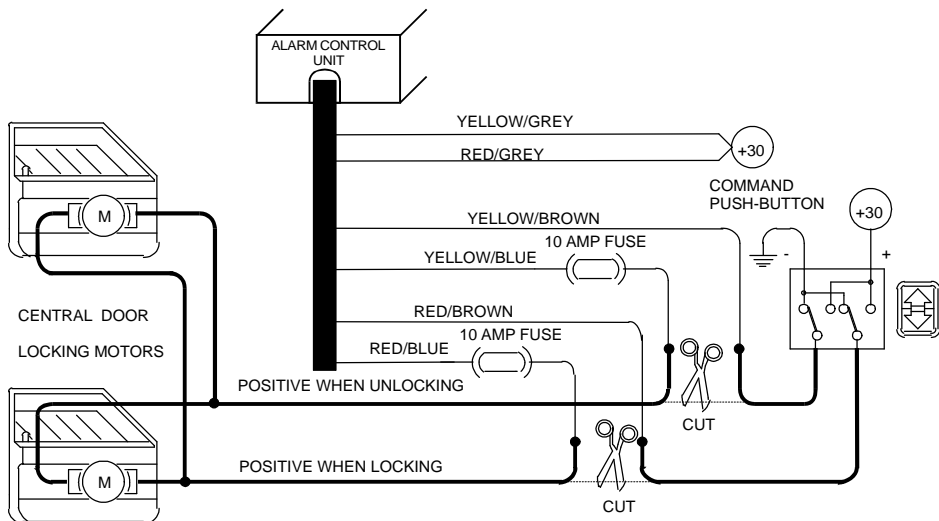 ALARM CONTROL
UNIT
YELLOW/GREY
RED/GREY
+30
COMMAND
PUSH-BUTTON
+30
YELLOW/BROWN
10 AMP FUSE
YELLOW/BLUE
-
+
RED/BROWN
10 AMP FUSE
RED/BLUE
M
CENTRAL DOOR
LOCKING MOTORS
POSITIVE WHEN UNLOCKING
CUT
POSITIVE WHEN LOCKING
M
CUT